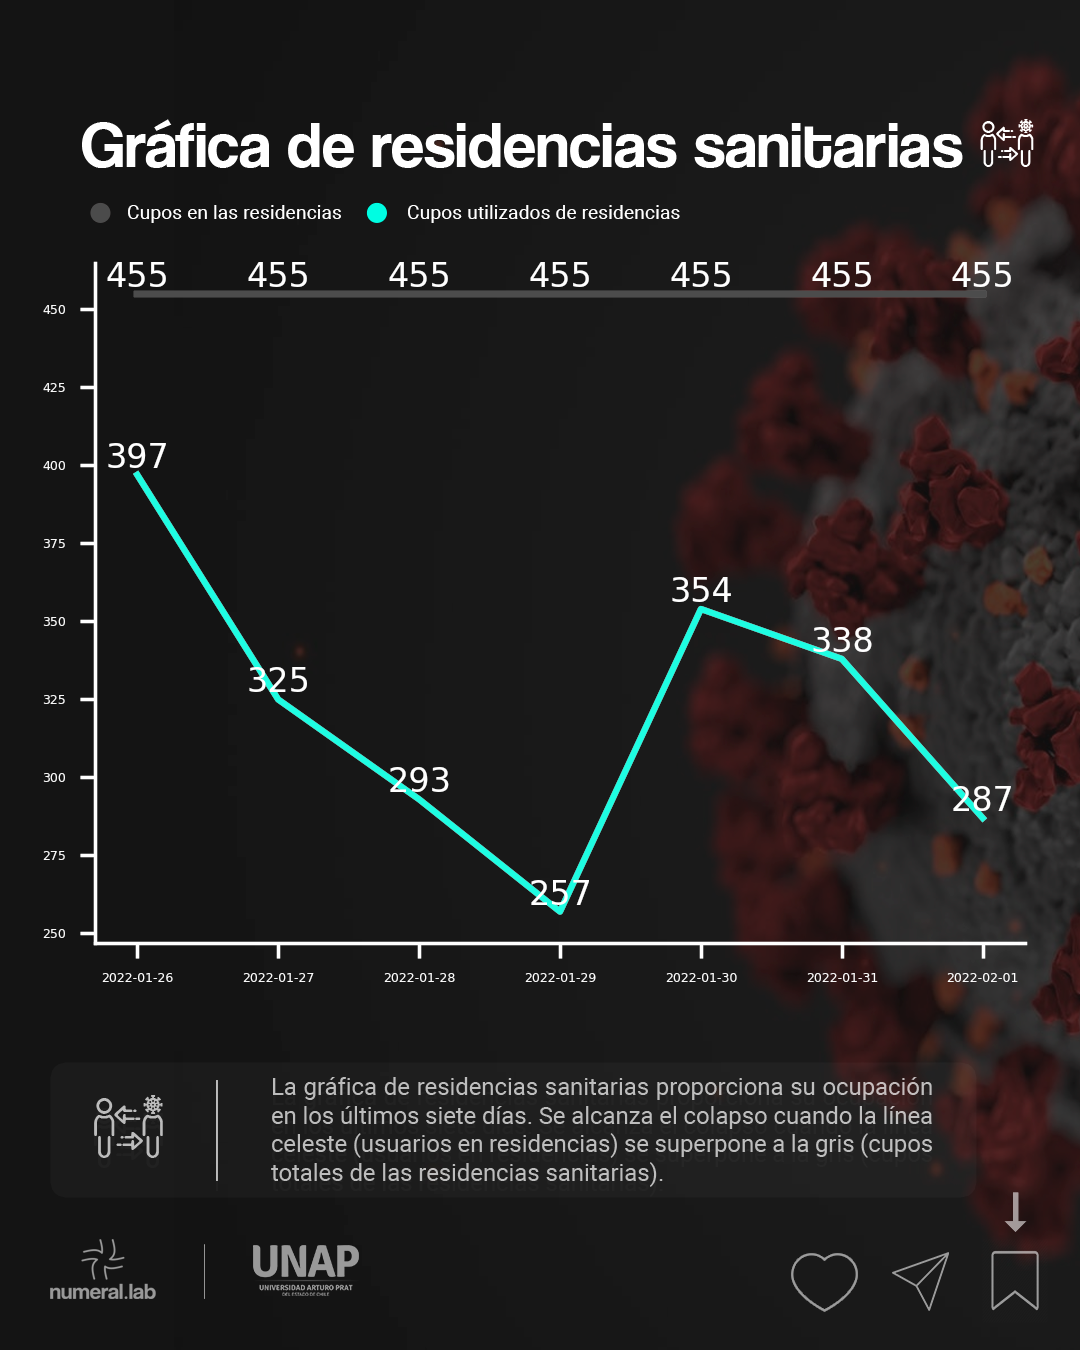 Gráfica de residencias sanitarias
Cupos en las residencias Cupos utilizados de residencias
455 455 455 455 455 455 455
450
425
400
375
350
325
300
275
250
397
325
293
257
354
338
287
2022-01-26 2022-01-27 2022-01-28 2022-01-29 2022-01-30 2022-01-31 2022-02-01
La gráfica de residencias sanitarias proporciona su ocupación
en los últimos siete días. Se alcanza el colapso cuando la línea
celeste (usuarios en residencias) se superpone a la gris (cupos
totales de las residencias sanitarias).
numeral.lab
UNAP
UNIVERSIDAD ARTURO PRAT
DEL ESTADO DE CHILE